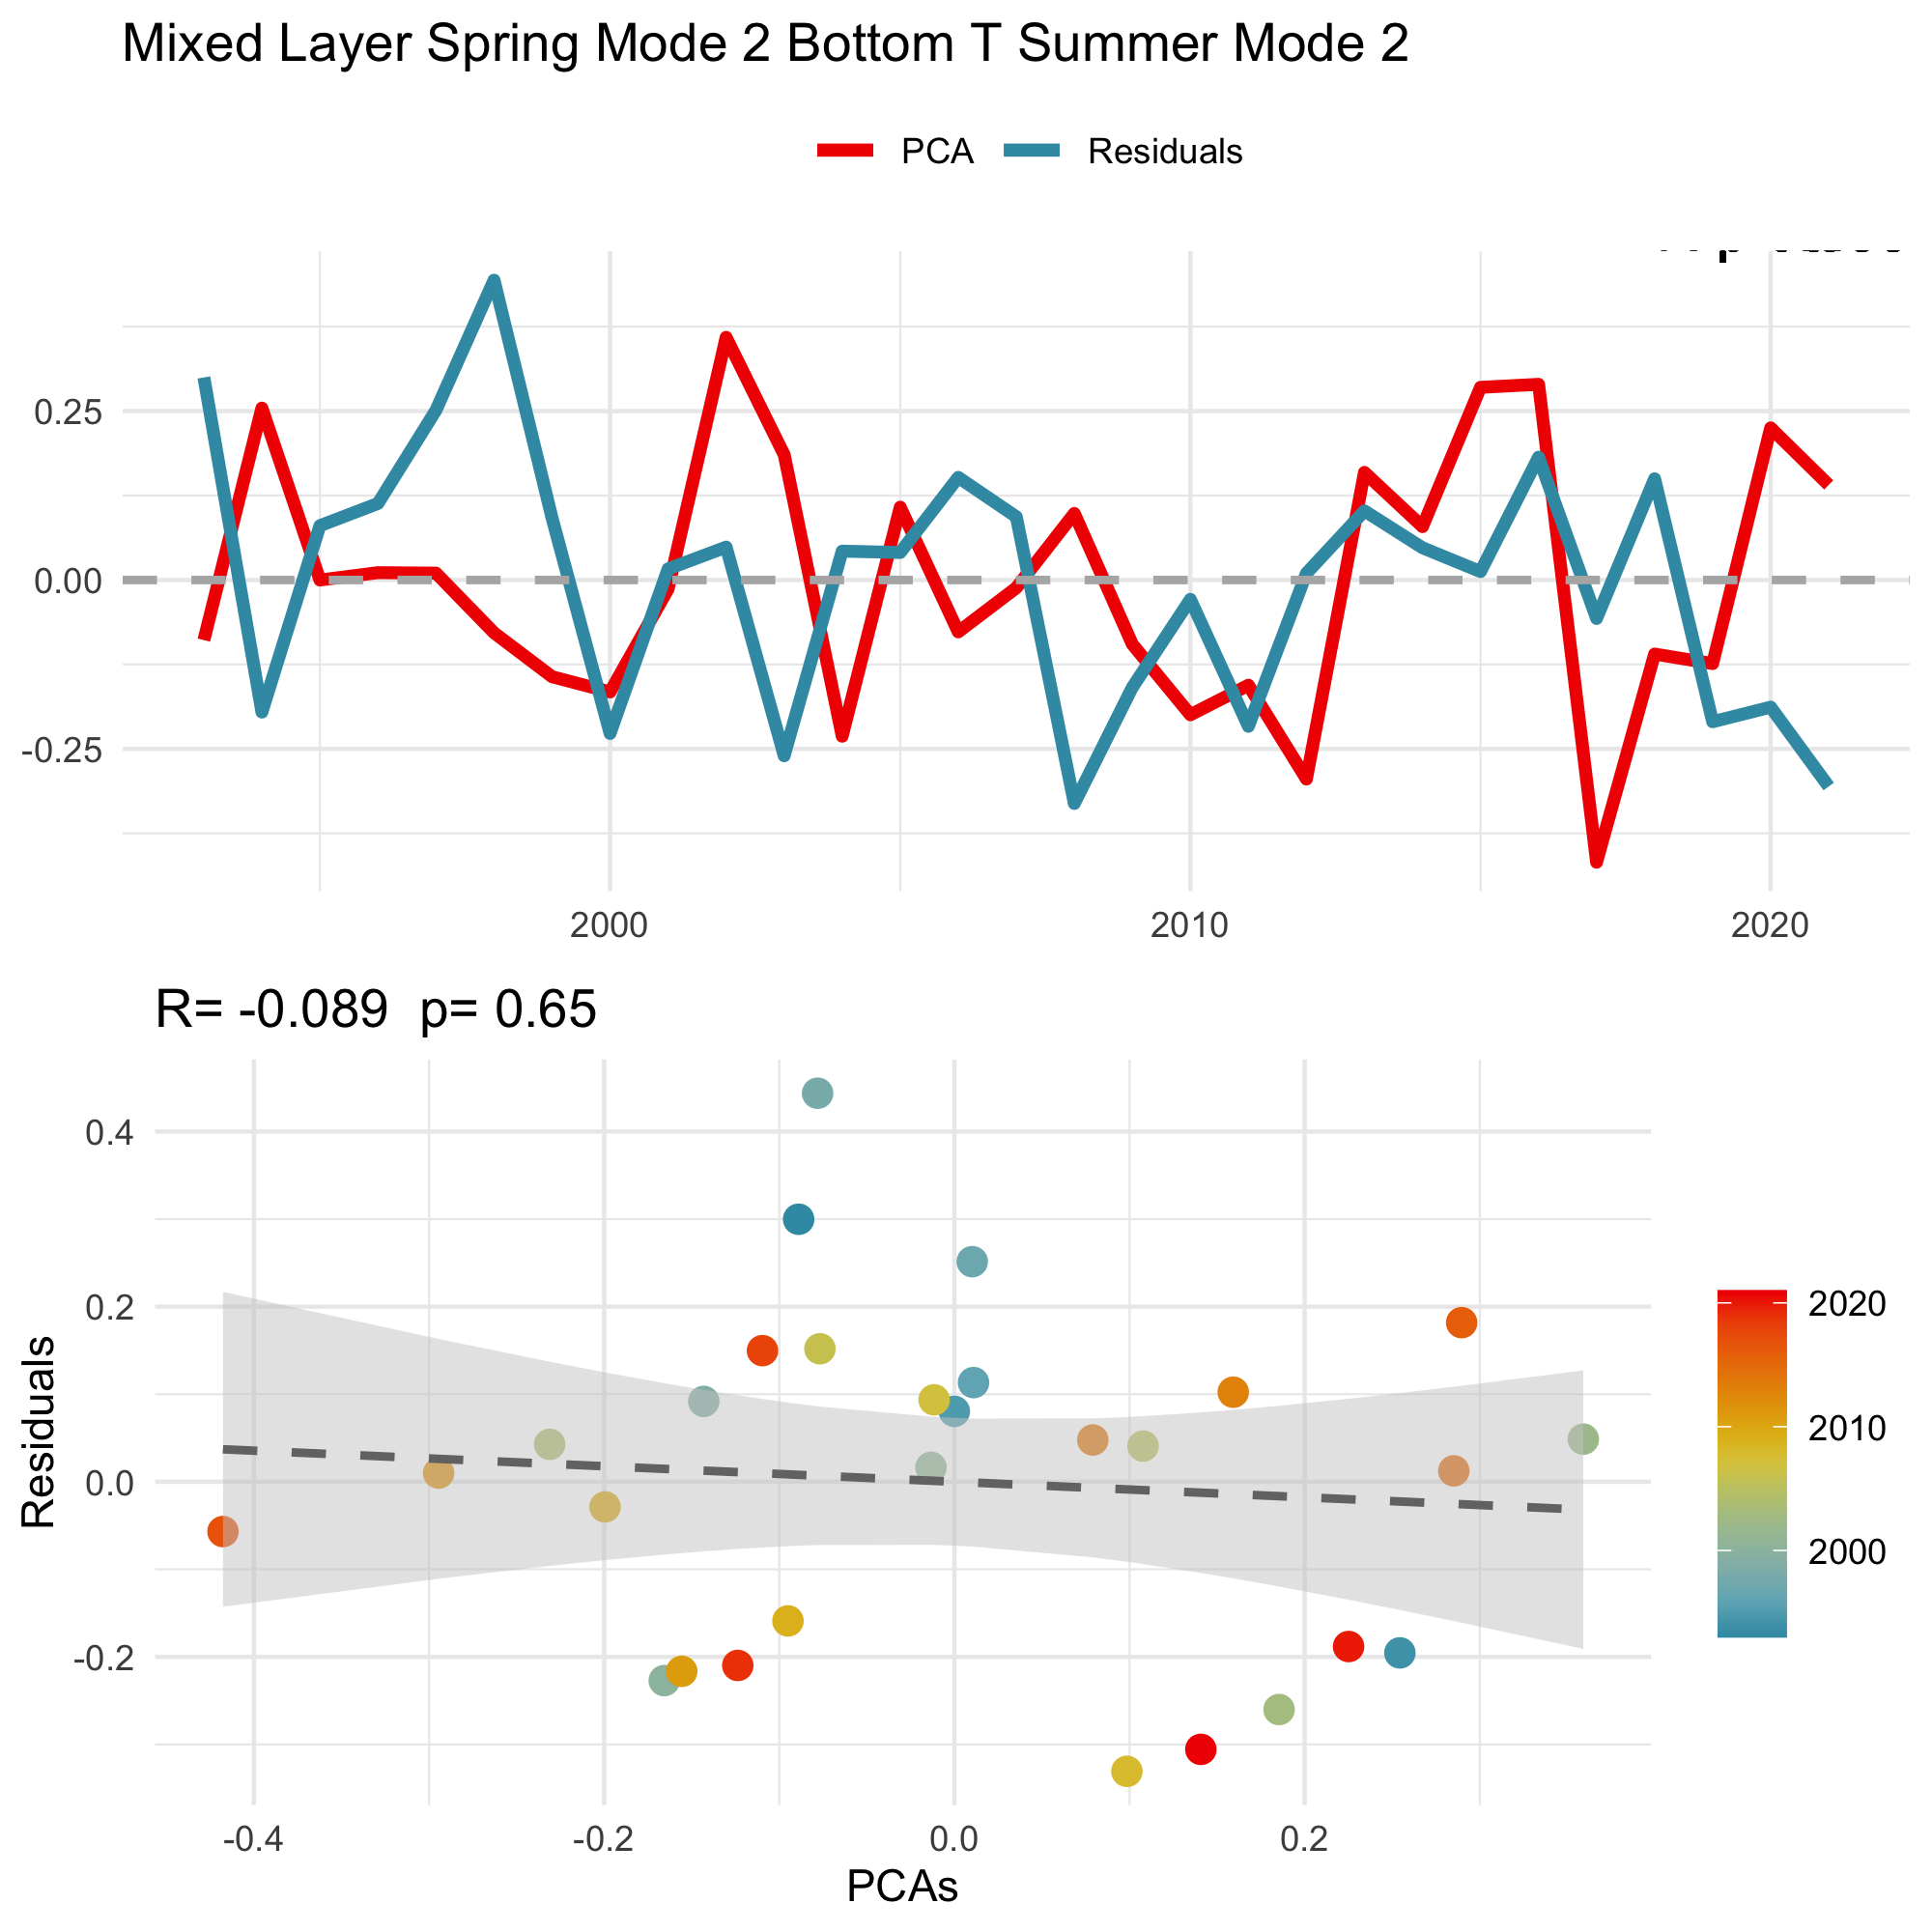 Mixed Layer Spring Mode 2 Bottom T Summer Mode 2
PCA Residuals
0.25
0.00
-0.25
2000 2010 2020
R= -0.089 p= 0.65
0.4
0.2
0.0
-0.2
Residuals
-0.4 -0.2 0.0 0.2
PCAs
2020
2010
2000